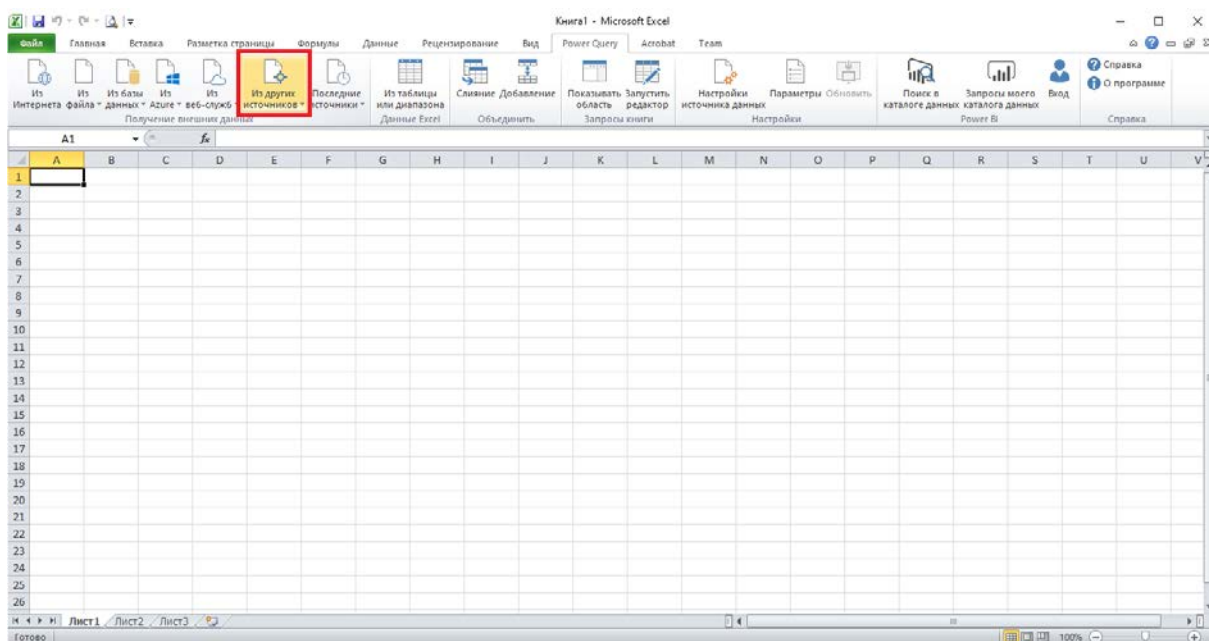 Книга1 - Microsoft Excel
Файл Главная Вставка Разметка страницы Формулы Данные Рецензирование Вид Power Query Acrobat Team
Из Интернета
Из файла
Из базы данных
Из Azure
Из веб-служб
Из других источников
Последние источники
Из таблицы или диапазона
Слияние Добавление
Показывать область
Запустить редактор
Настройки источника данных
Параметры Обновить
Поиск в каталоге данных
Запросы моего каталога данных
Вход
Справка
О программе
Получение внешних данных Данные Excel Объединить Запросы книги Настройки Power BI Справка
A1 fx
A B C D E F G H I J K L M N O P Q R S T U V
1
2
3
4
5
6
7
8
9
10
11
12
13
14
15
16
17
18
19
20
21
22
23
24
25
26
Лист1 Лист2 Лист3
Готово 100%